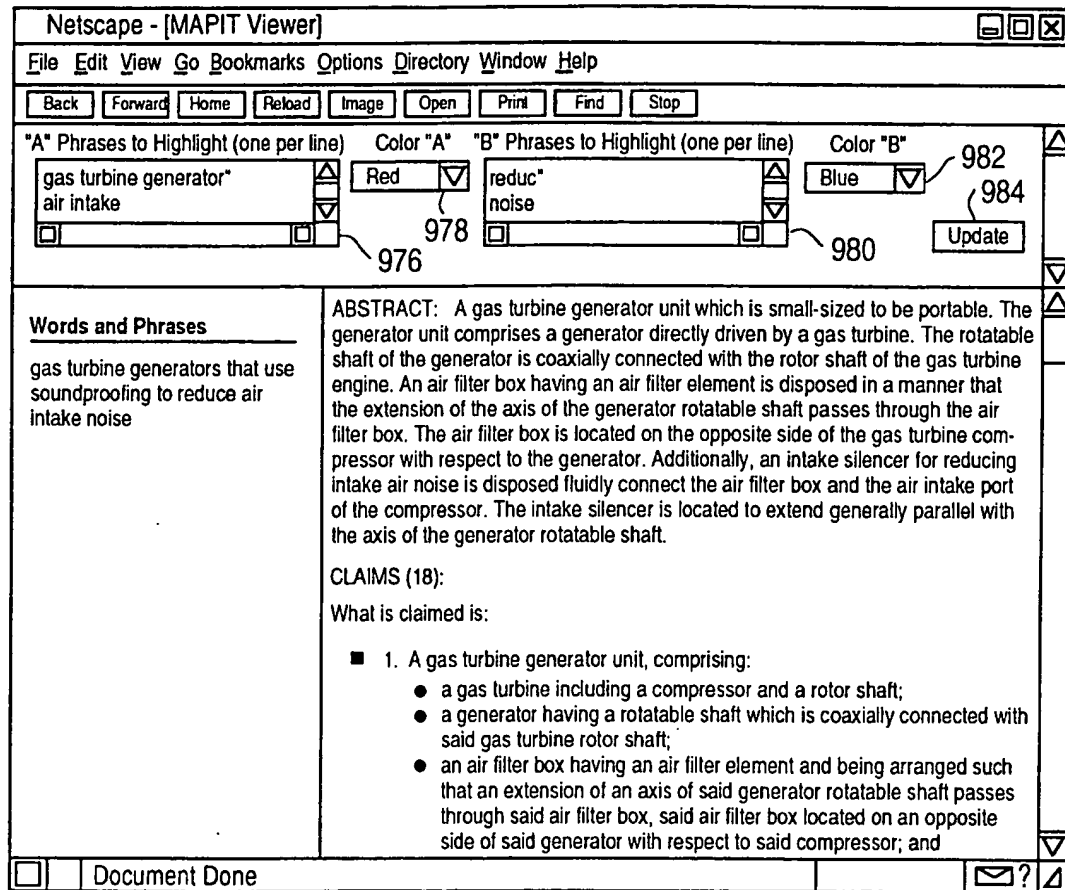 Netscape - [MAPIT Viewer]
File Edit View Go Bookmarks Options Directory Window Help
Back Forward Home Reload Image Open Print Find Stop
"A" Phrases to Highlight (one per line) Color "A" "B" Phrases to Highlight (one per line) Color "B"
gas turbine generator*
air intake
Red
978
976
reduc*
noise
Blue
982
984
980
Update
Words and Phrases
gas turbine generators that use
soundproofing to reduce air
intake noise
ABSTRACT: A gas turbine generator unit which is small-sized to be portable. The
generator unit comprises a generator directly driven by a gas turbine. The rotatable
shaft of the generator is coaxially connected with the rotor shaft of the gas turbine
engine. An air filter box having an air filter element is disposed in a manner that
the extension of the axis of the generator rotatable shaft passes through the air
filter box. The air filter box is located on the opposite side of the gas turbine com-
pressor with respect to the generator. Additionally, an intake silencer for reducing
intake air noise is disposed fluidly connect the air filter box and the air intake port
of the compressor. The intake silencer is located to extend generally parallel with
the axis of the generator rotatable shaft.
CLAIMS (18):
What is claimed is:
1. A gas turbine generator unit, comprising:
a gas turbine including a compressor and a rotor shaft;
a generator having a rotatable shaft which is coaxially connected with
said gas turbine rotor shaft;
an air filter box having an air filter element and being arranged such
that an extension of an axis of said generator rotatable shaft passes
through said air filter box, said air filter box located on an opposite
side of said generator with respect to said compressor; and
Document Done
?